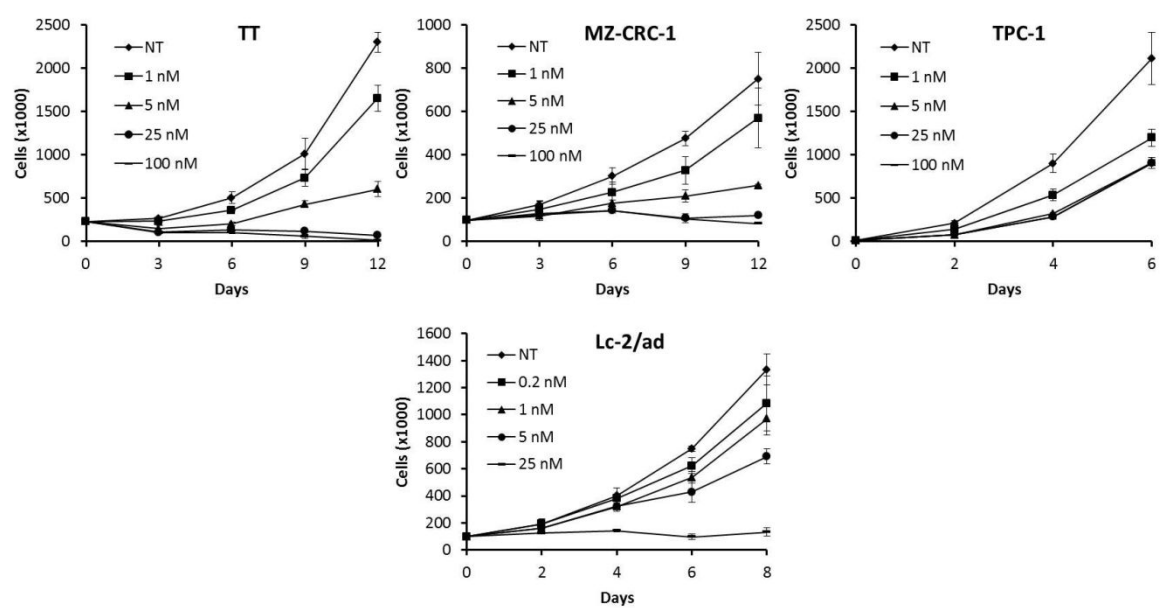 TT
Cells (x1000)
2500
2000
1500
1000
500
0
NT
1 nM
5 nM
25 nM
100 nM
0 3 6 9 12
Days
MZ-CRC-1
Cells (x1000)
1000
800
600
400
200
0
NT
1 nM
5 nM
25 nM
100 nM
0 3 6 9 12
Days
TPC-1
Cells (x1000)
2500
2000
1500
1000
500
0
NT
1 nM
5 nM
25 nM
100 nM
0 2 4 6
Days
Lc-2/ad
Cells (x1000)
1600
1400
1200
1000
800
600
400
200
0
NT
0.2 nM
1 nM
5 nM
25 nM
0 2 4 6 8
Days